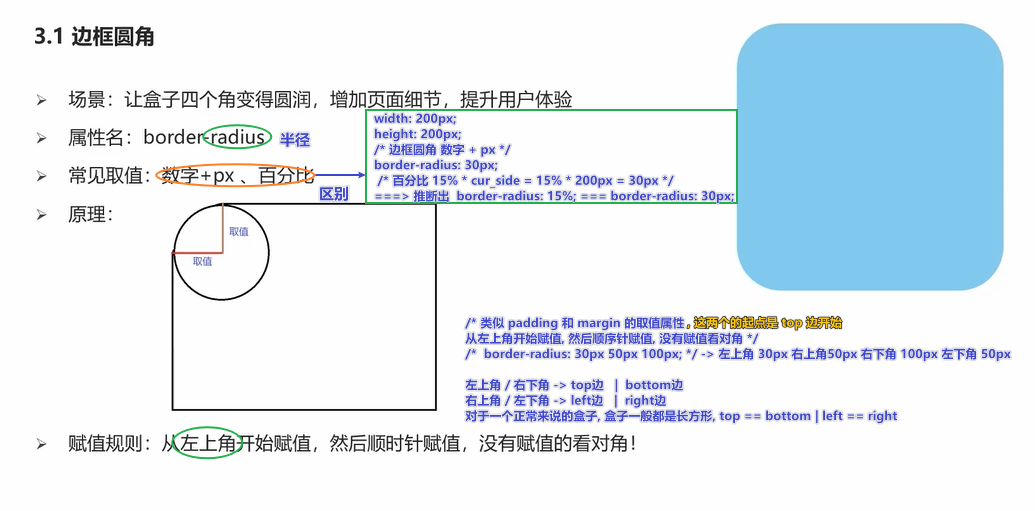 3.1 边框圆角
➢ 场景：让盒子四个角变得圆润，增加页面细节，提升用户体验
➢ 属性名：border-radius 半径
➢ 常见取值：数字+px 、百分比
区别
width: 200px;
height: 200px;
/* 边框圆角 数字 + px */
border-radius: 30px;
/* 百分比 15% * cur_side = 15% * 200px = 30px */
===> 推断出 border-radius: 15%; === border-radius: 30px;
➢ 原理：
取值
取值
/* 类似 padding 和 margin 的取值属性 , 这两个的起点是 top 边开始
从左上角开始赋值, 然后顺序针赋值, 没有赋值看对角 */
/* border-radius: 30px 50px 100px; */ -> 左上角 30px 右上角50px 右下角 100px 左下角 50px
左上角 / 右下角 -> top边 | bottom边
右上角 / 左下角 -> left边 | right边
对于一个正常来说的盒子, 盒子一般都是长方形, top == bottom | left == right
➢ 赋值规则：从左上角开始赋值，然后顺时针赋值，没有赋值的看对角！